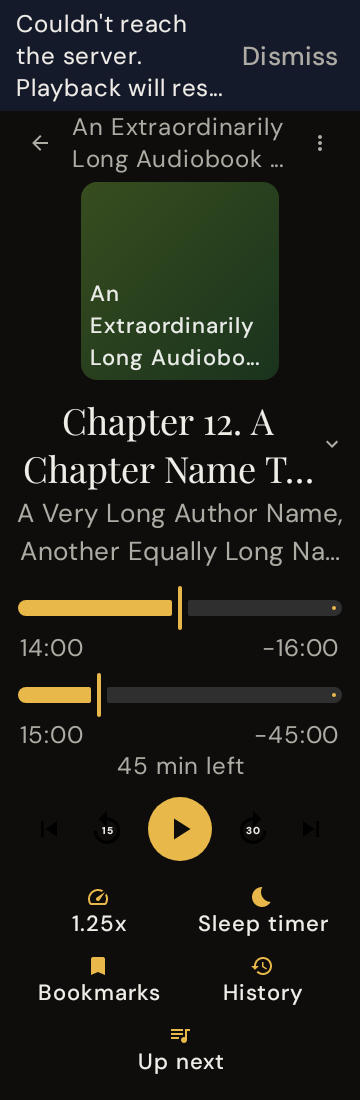 Couldn't reach
the server.
Playback will res…
Dismiss
An Extraordinarily
Long Audiobook …
An
Extraordinarily
Long Audiobo…
Chapter 12. A
Chapter Name T…
A Very Long Author Name,
Another Equally Long Na…
14:00
-16:00
15:00
-45:00
45 min left
15
30
1.25x
Sleep timer
Bookmarks
History
Up next